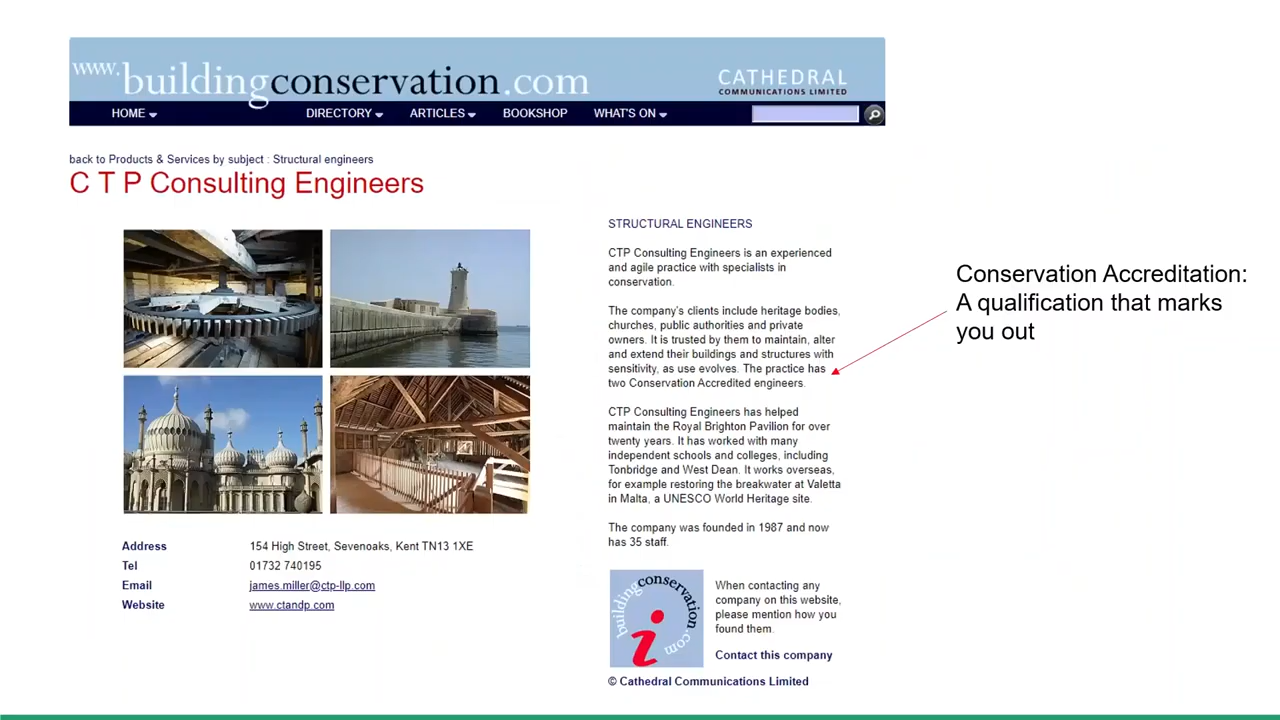 www.buildingconservation.com
CATHEDRAL
COMMUNICATIONS LIMITED
HOME DIRECTORY ARTICLES BOOKSHOP WHAT'S ON
back to Products & Services by subject : Structural engineers
C T P Consulting Engineers
STRUCTURAL ENGINEERS
CTP Consulting Engineers is an experienced
and agile practice with specialists in
conservation.
The company's clients include heritage bodies,
churches, public authorities and private
owners. It is trusted by them to maintain, alter
and extend their buildings and structures with
sensitivity, as use evolves. The practice has
two Conservation Accredited engineers.
CTP Consulting Engineers has helped
maintain the Royal Brighton Pavilion for over
twenty years. It has worked with many
independent schools and colleges, including
Tonbridge and West Dean. It works overseas,
for example restoring the breakwater at Valetta
in Malta, a UNESCO World Heritage site.
The company was founded in 1987 and now
has 35 staff.
Conservation Accreditation:
A qualification that marks
you out
Address 154 High Street, Sevenoaks, Kent TN13 1XE
Tel 01732 740195
Email james.miller@ctp-llp.com
Website www.ctandp.com
buildingconservation.com
i
When contacting any
company on this website,
please mention how you
found them.
Contact this company
© Cathedral Communications Limited